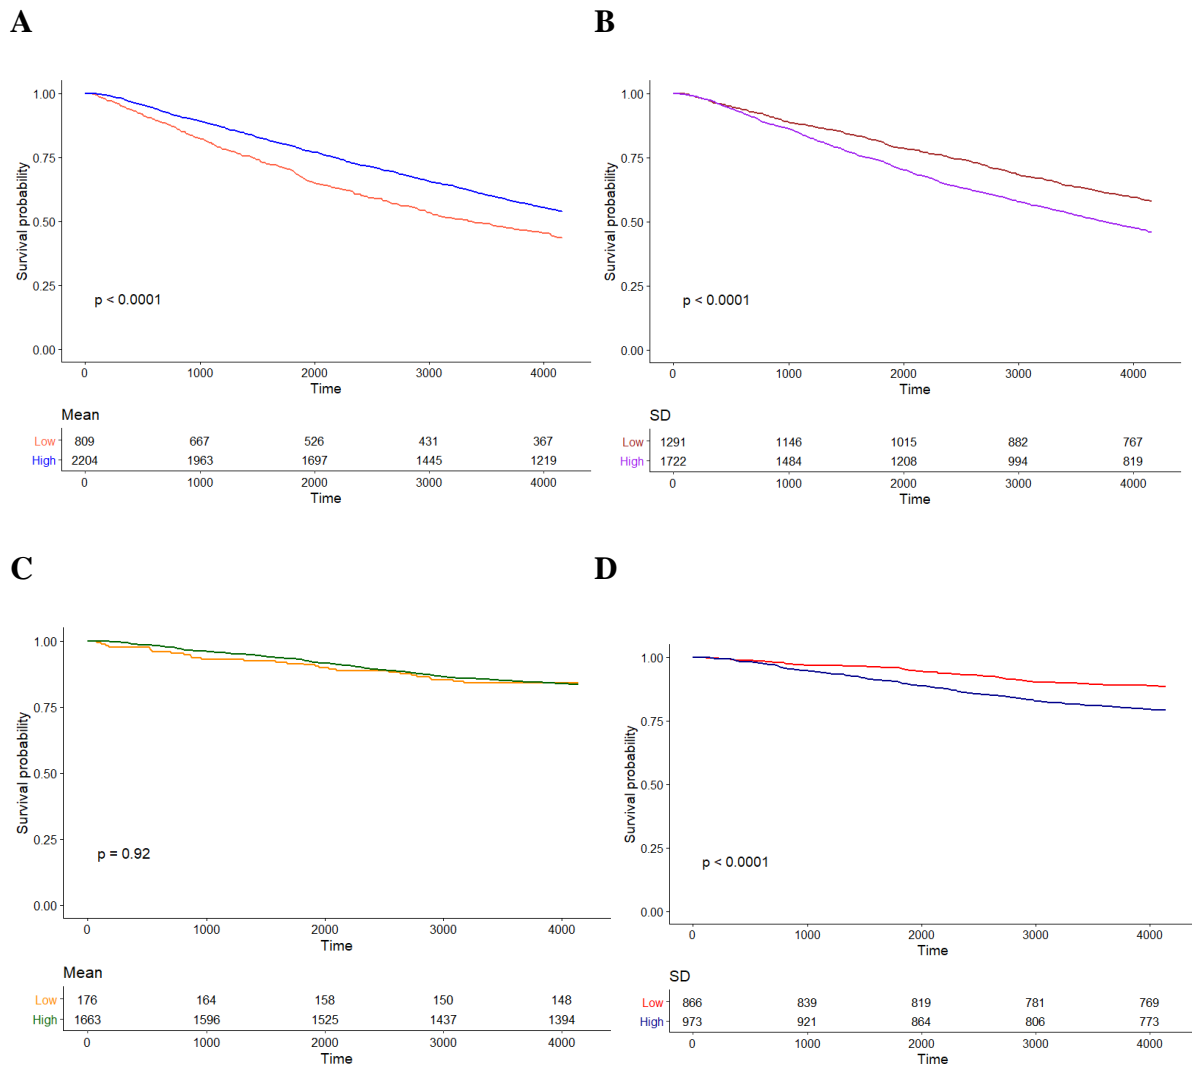 A
1.00
0.75
0.50
0.25
0.00
Survival probability
p < 0.0001
0 1000 2000 3000 4000
Time
Mean
Low 809 667 526 431 367
High 2204 1963 1697 1445 1219
0 1000 2000 3000 4000
Time
B
1.00
0.75
0.50
0.25
0.00
Survival probability
p < 0.0001
0 1000 2000 3000 4000
Time
SD
Low 1291 1146 1015 882 767
High 1722 1484 1208 994 819
0 1000 2000 3000 4000
Time
C
1.00
0.75
0.50
0.25
0.00
Survival probability
p = 0.92
0 1000 2000 3000 4000
Time
Mean
Low 176 164 158 150 148
High 1663 1596 1525 1437 1394
0 1000 2000 3000 4000
Time
D
1.00
0.75
0.50
0.25
0.00
Survival probability
p < 0.0001
0 1000 2000 3000 4000
Time
SD
Low 866 839 819 781 769
High 973 921 864 806 773
0 1000 2000 3000 4000
Time